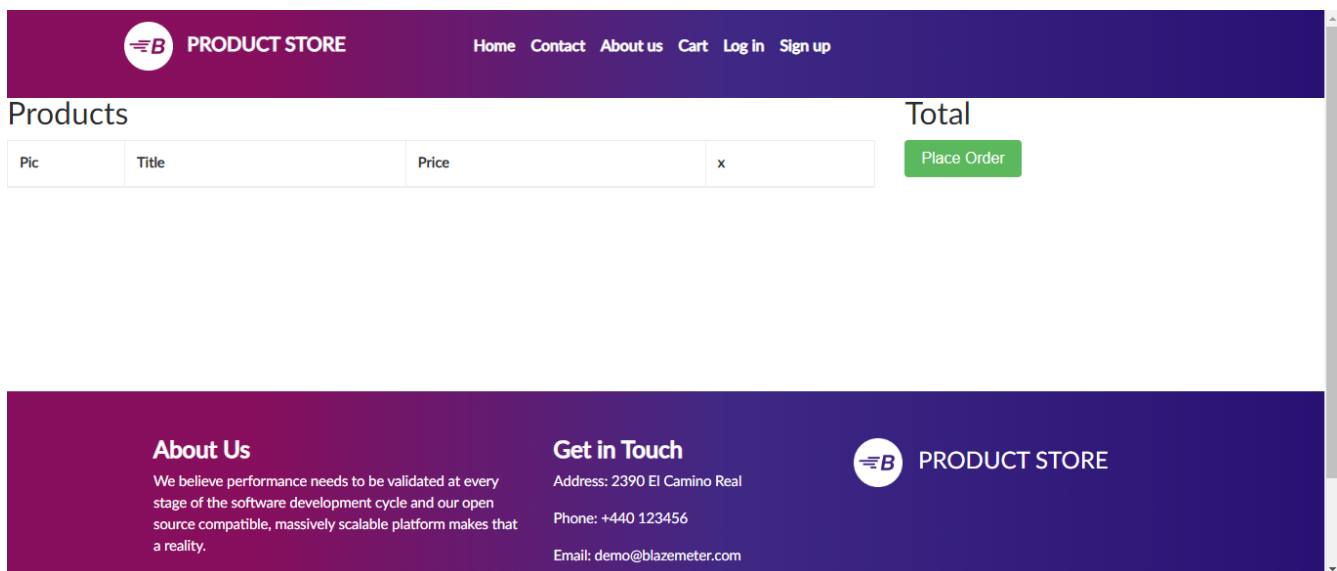 B PRODUCT STORE Home Contact About us Cart Log in Sign up
Products
Total
Pic Title Price x
Place Order
About Us
We believe performance needs to be validated at every
stage of the software development cycle and our open
source compatible, massively scalable platform makes that
a reality.
Get in Touch
Address: 2390 El Camino Real
Phone: +440 123456
Email: demo@blazemeter.com
B PRODUCT STORE